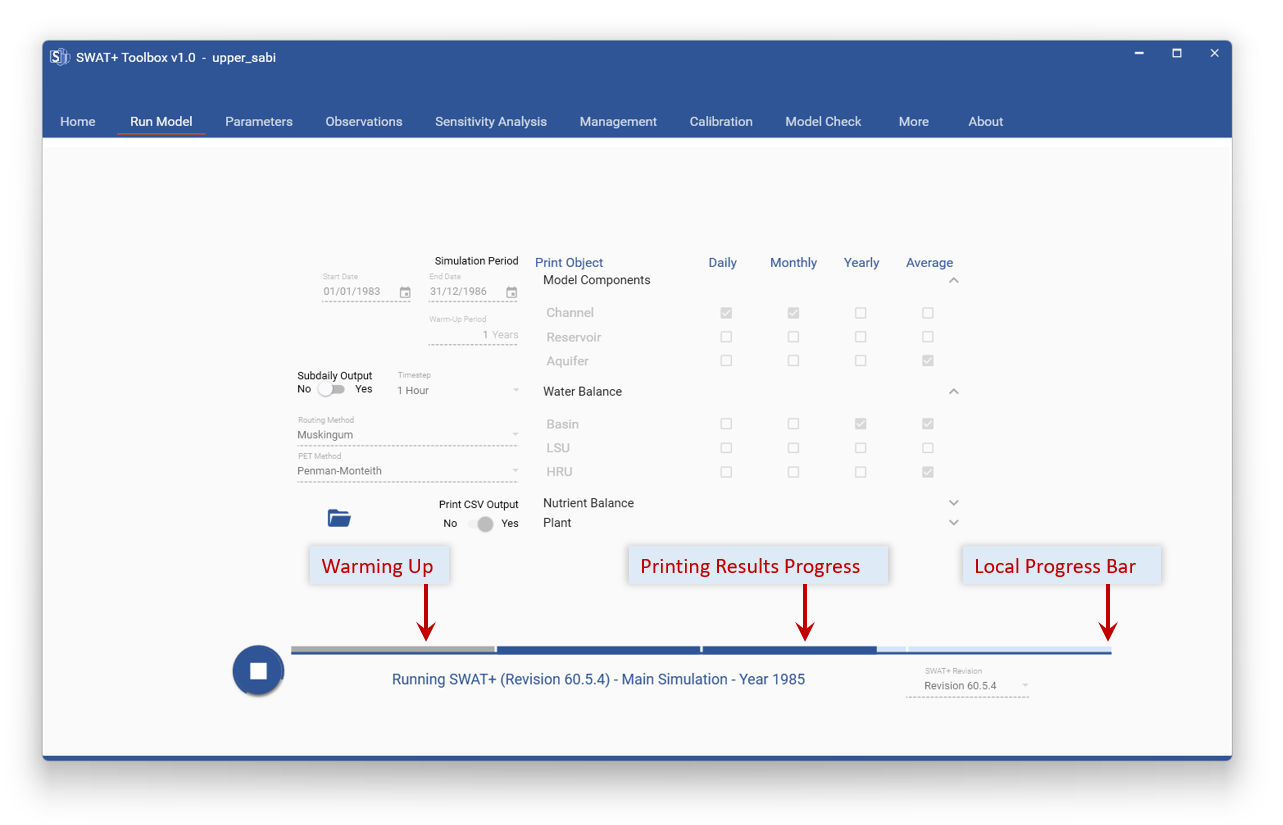 SWAT+ Toolbox v1.0 - upper_sabi
Home Run Model Parameters Observations Sensitivity Analysis Management Calibration Model Check More About
Simulation Period
Start Date End Date
01/01/1983 31/12/1986
Warm-Up Period
1 Years
Subdaily Output Timestep
No Yes 1 Hour
Routing Method
Muskingum
PET Method
Penman-Monteith
Print CSV Output
No Yes
Print Object Daily Monthly Yearly Average
Model Components
Channel
Reservoir
Aquifer
Water Balance
Basin
LSU
HRU
Nutrient Balance
Plant
Warming Up Printing Results Progress Local Progress Bar
Running SWAT+ (Revision 60.5.4) - Main Simulation - Year 1985
SWAT+ Revision
Revision 60.5.4